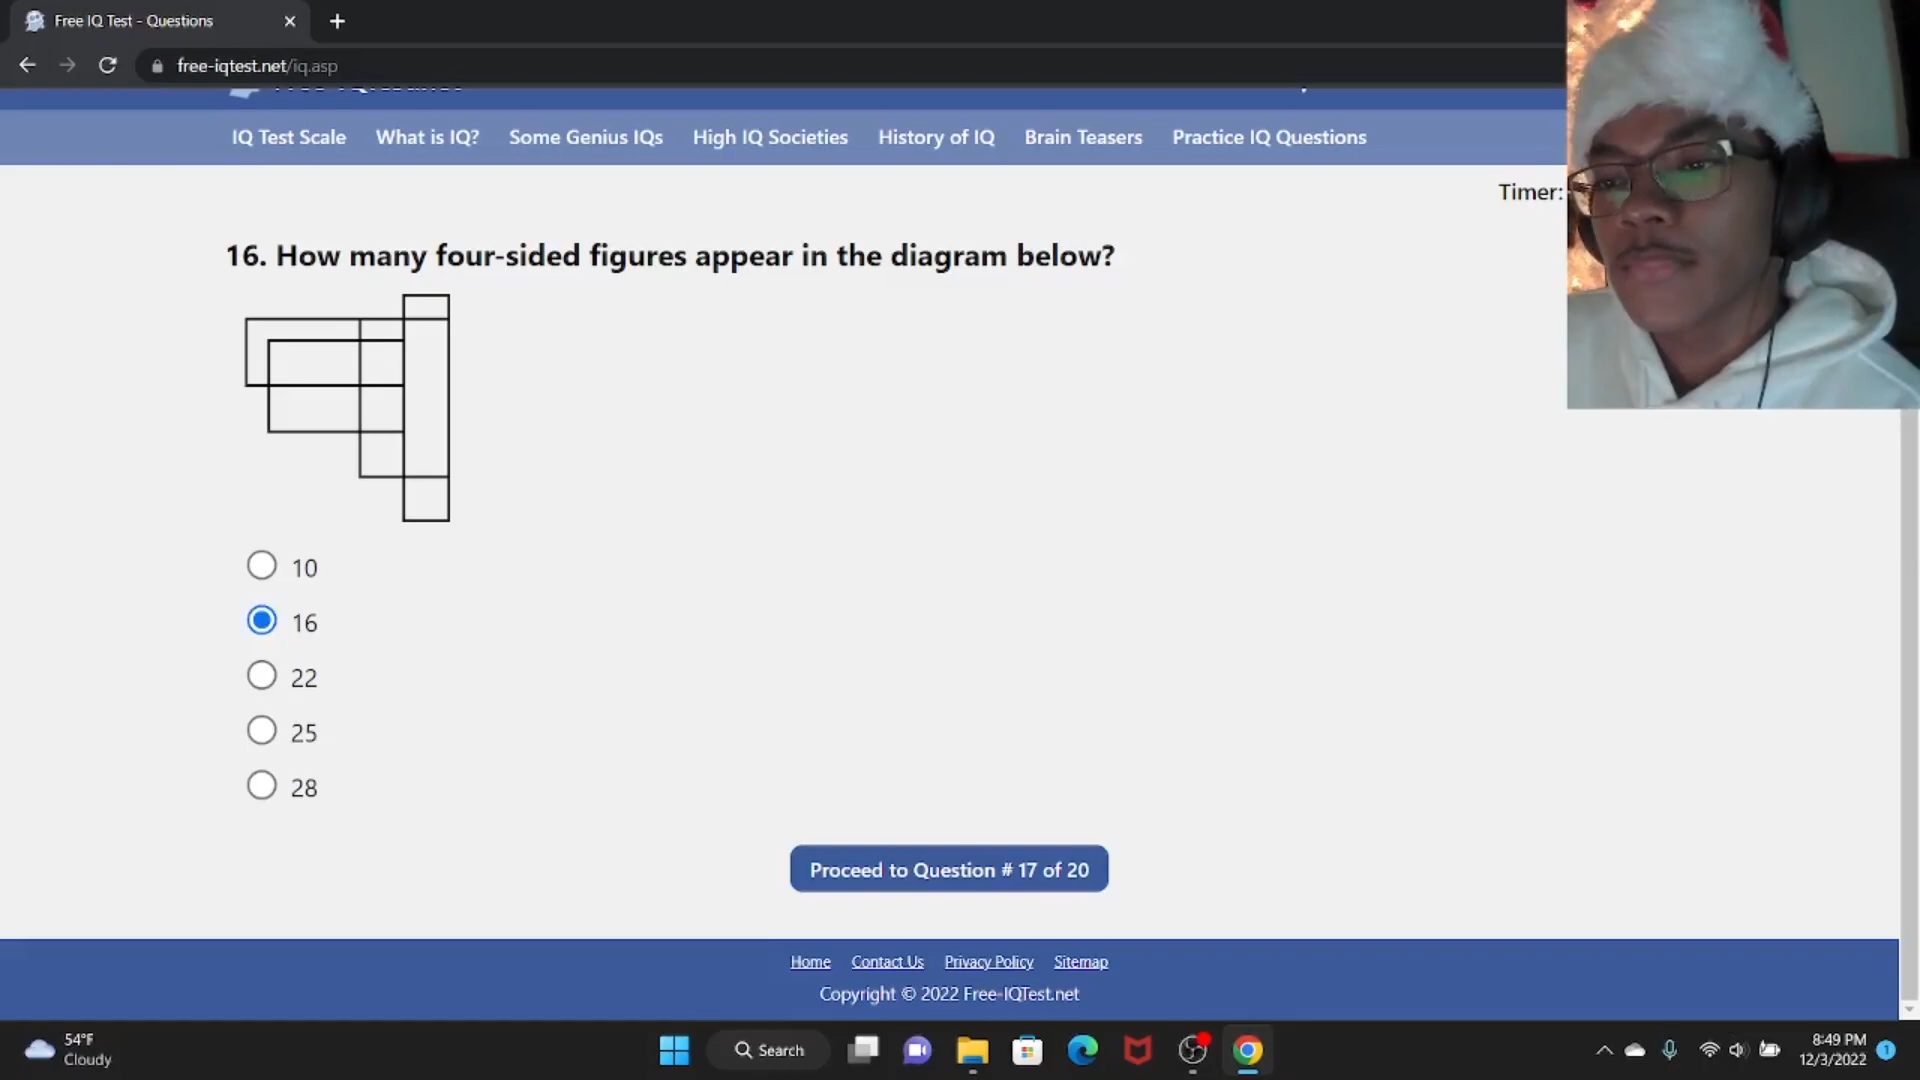 Free IQ Test - Questions
free-iqtest.net/iq.asp
IQ Test Scale
What is IQ?
Some Genius IQs
High IQ Societies
History of IQ
Brain Teasers
Practice IQ Questions
Timer:
16. How many four-sided figures appear in the diagram below?
10
16
22
25
28
Proceed to Question # 17 of 20
Home Contact Us Privacy Policy Sitemap
Copyright © 2022 Free-IQTest.net
54°F
Cloudy
Search
8:49 PM
12/3/2022
1